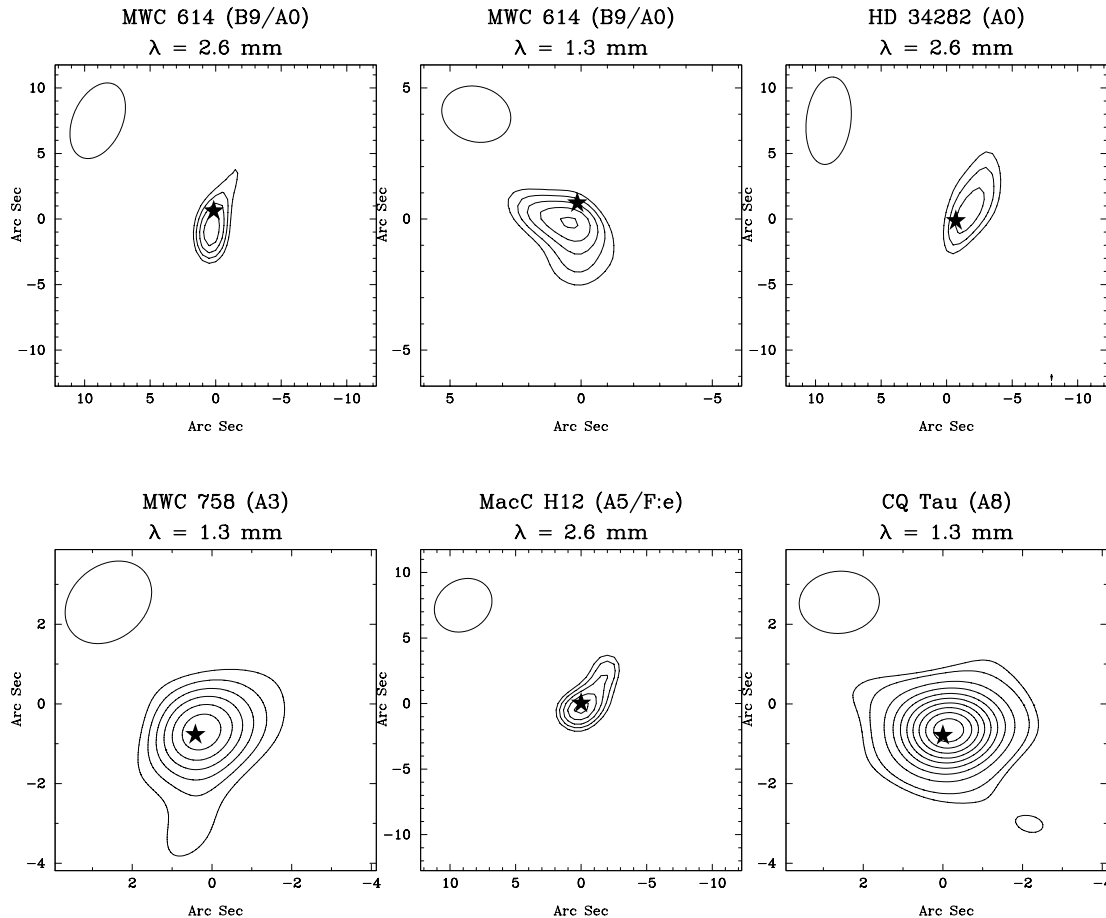 MWC 614 (B9/A0)
λ = 2.6 mm
MWC 614 (B9/A0)
λ = 1.3 mm
HD 34282 (A0)
λ = 2.6 mm
10
5
0
−5
−10
Arc Sec
10 5 0 −5 −10
Arc Sec
5
0
−5
Arc Sec
5 0 −5
Arc Sec
10
5
0
−5
−10
Arc Sec
10 5 0 −5 −10
Arc Sec
MWC 758 (A3)
λ = 1.3 mm
MacC H12 (A5/F:e)
λ = 2.6 mm
CQ Tau (A8)
λ = 1.3 mm
2
0
−2
−4
Arc Sec
2 0 −2 −4
Arc Sec
10
5
0
−5
−10
Arc Sec
10 5 0 −5 −10
Arc Sec
2
0
−2
−4
Arc Sec
2 0 −2 −4
Arc Sec